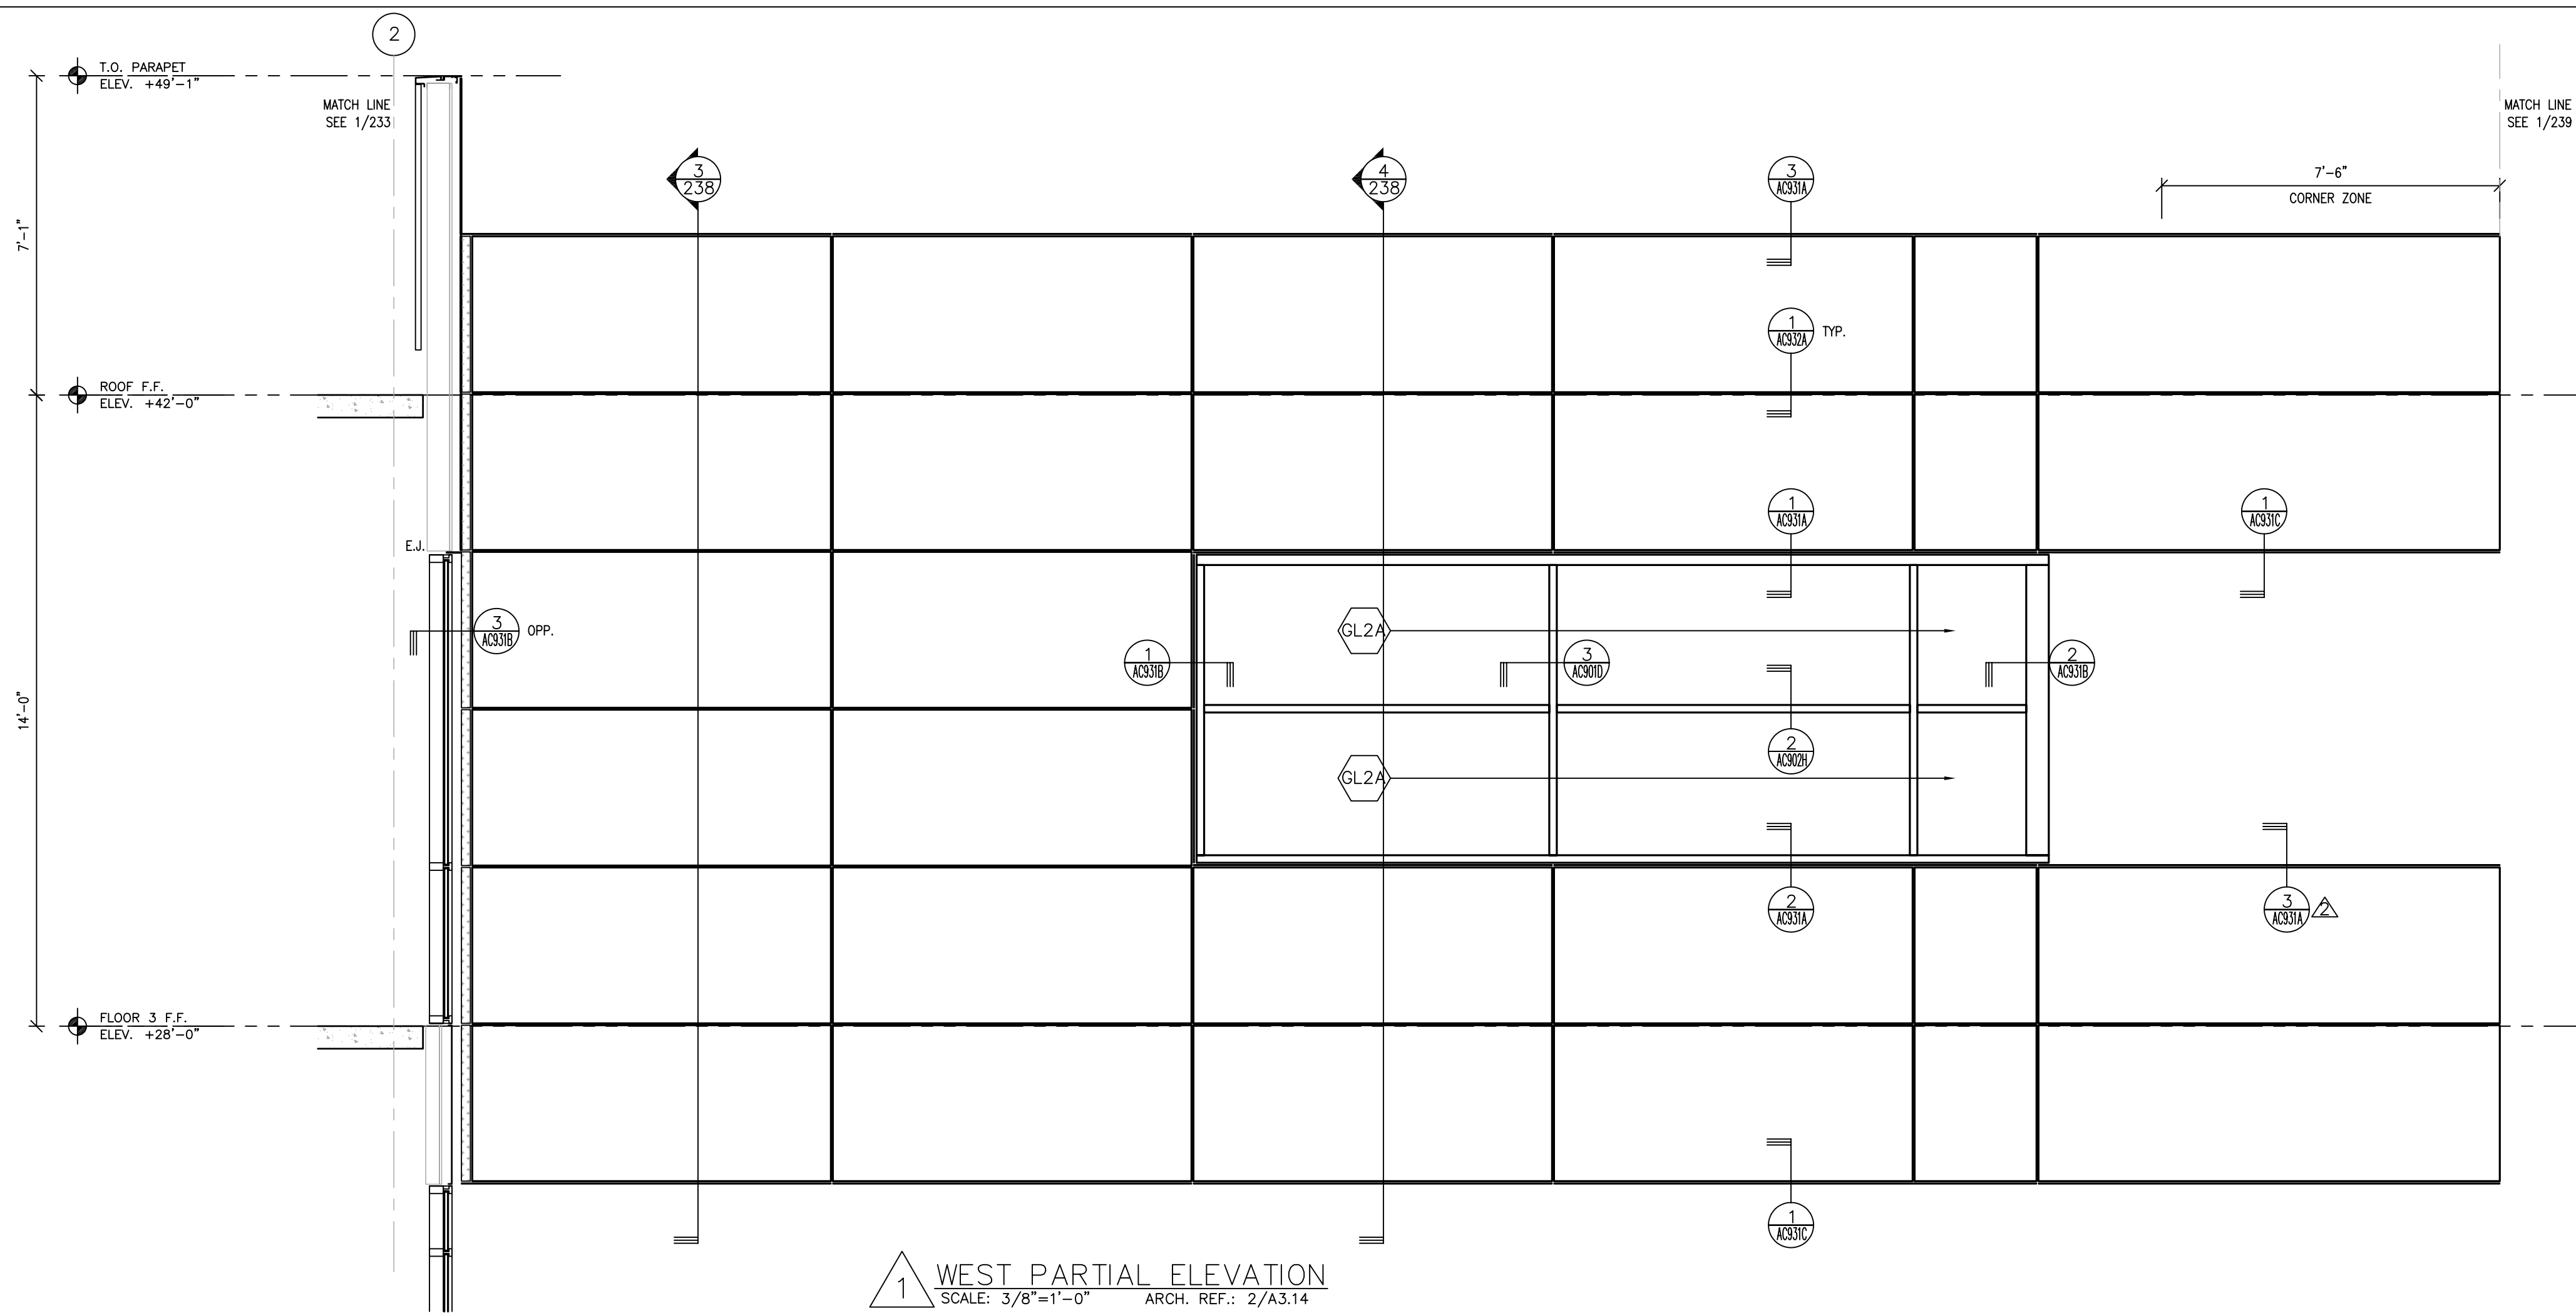 2
T.O. PARAPET
ELEV. +49'-1"
MATCH LINE
SEE 1/233
MATCH LINE
SEE 1/239
7'-6"
CORNER ZONE
3
238
4
238
3
AC931A
7'-1"
1
AC932A
TYP.
ROOF F.F.
ELEV. +42'-0"
1
AC931A
1
AC931C
E.J.
3
AC931B
OPP.
GL2A
1
AC931B
3
AC901D
2
AC931B
14'-0"
2
AC902H
GL2A
2
AC931A
3
AC931A
2
FLOOR 3 F.F.
ELEV. +28'-0"
1
AC931C
1
WEST PARTIAL ELEVATION
SCALE: 3/8"=1'-0" ARCH. REF.: 2/A3.14